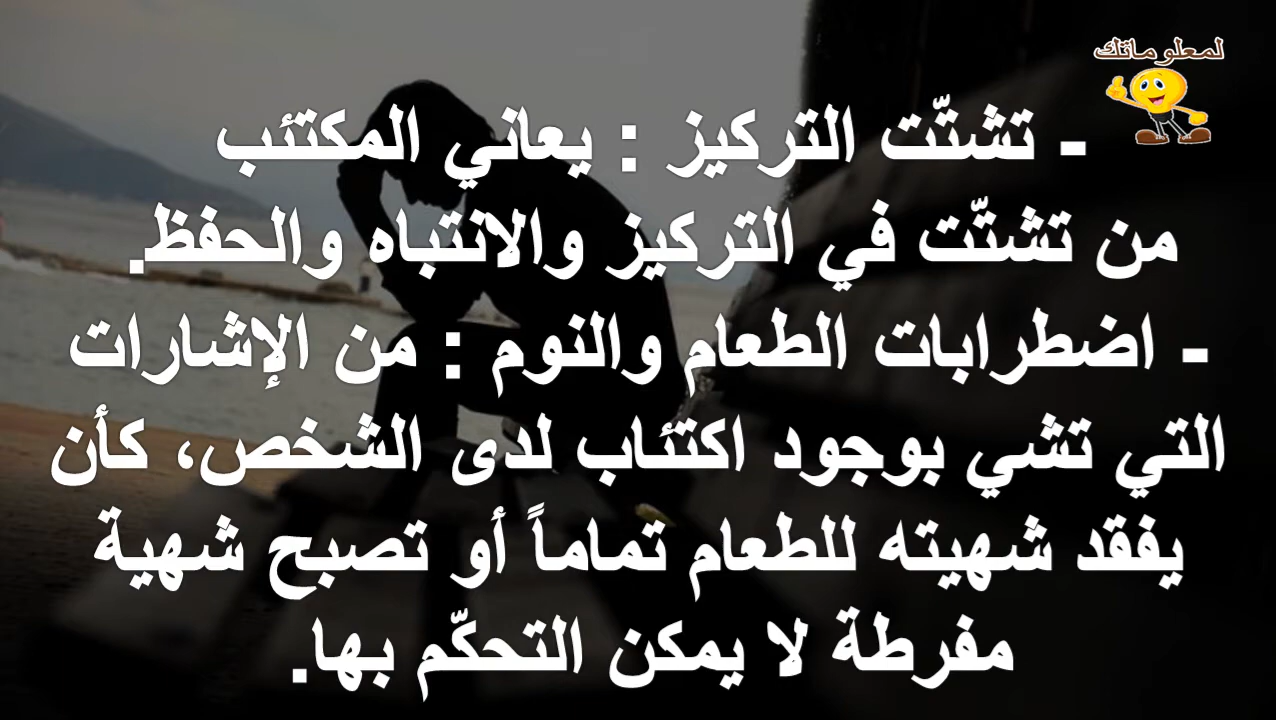 لمعلوماتك
- تشتّت التركيز : يعاني المكتئب
من تشتّت في التركيز والانتباه والحفظ.
- اضطرابات الطعام والنوم : من الإشارات
التي تشي بوجود اكتئاب لدى الشخص، كأن
يفقد شهيته للطعام تماماً أو تصبح شهية
مفرطة لا يمكن التحكّم بها.